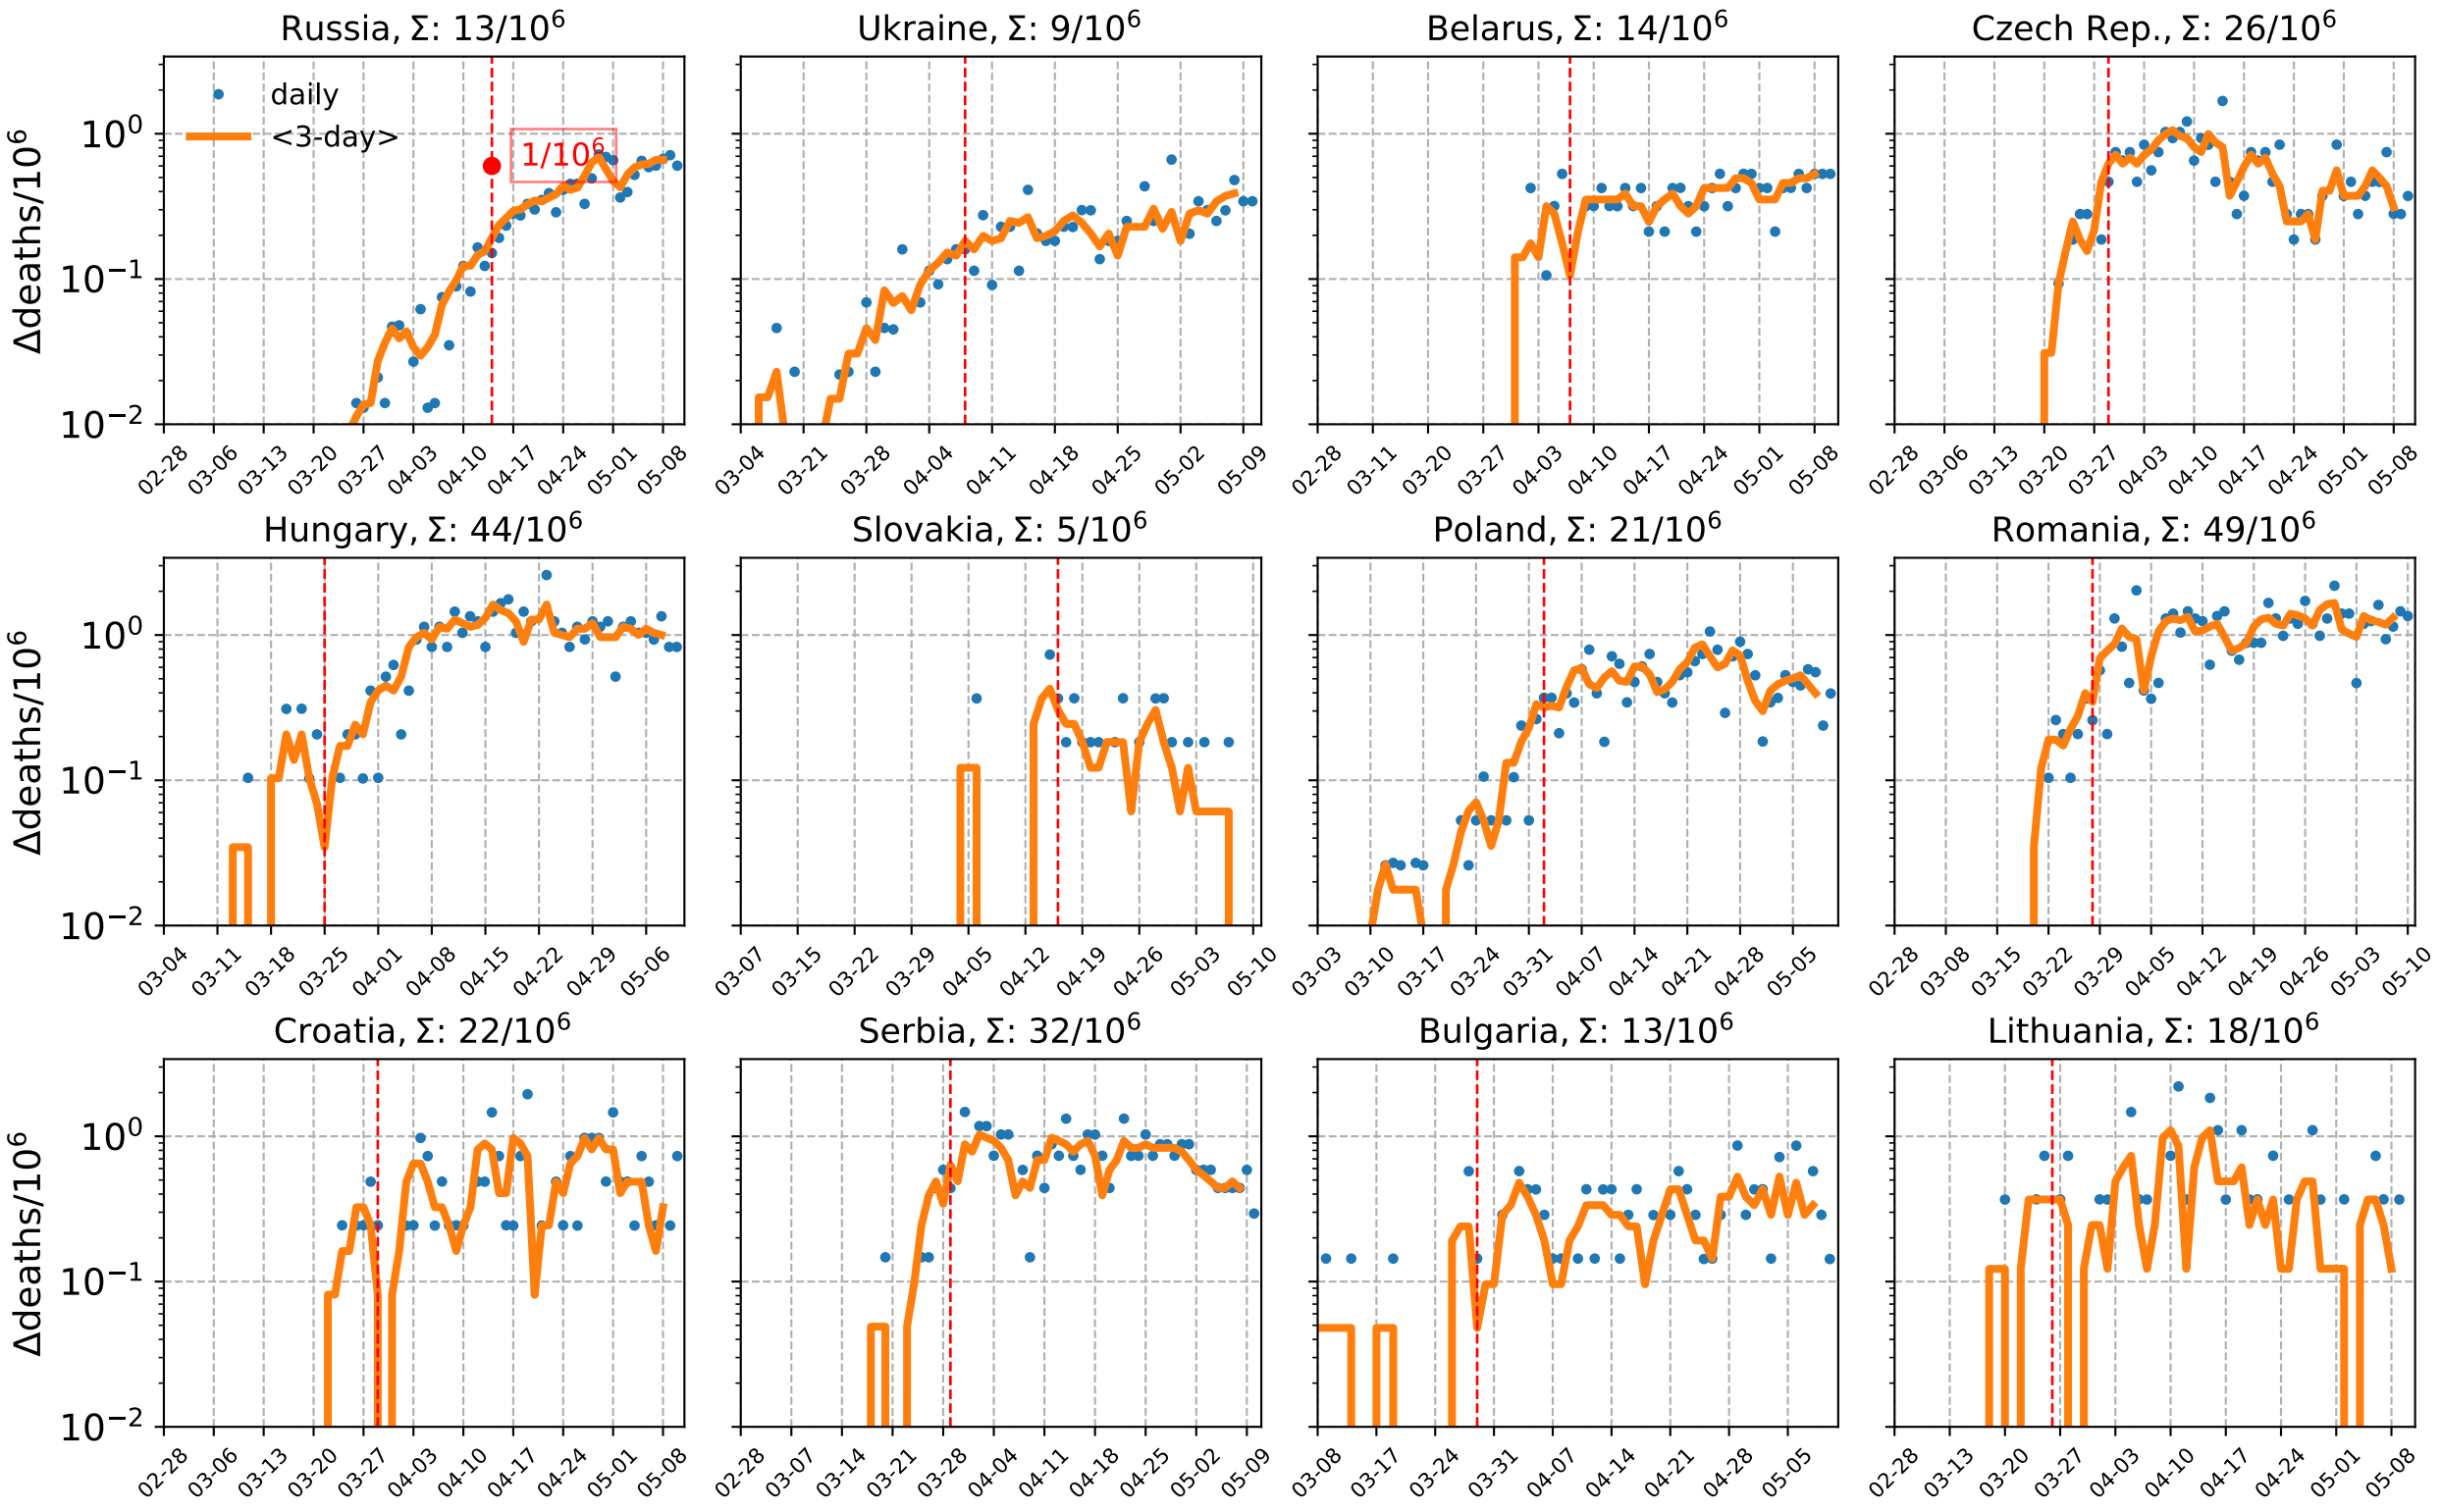 Russia, Σ: 13/10⁶
Ukraine, Σ: 9/10⁶
Belarus, Σ: 14/10⁶
Czech Rep., Σ: 26/10⁶
daily
<3-day>
1/10⁶
Δdeaths/10⁶
10⁰
10⁻¹
10⁻²
02-28 03-06 03-13 03-20 03-27 04-03 04-10 04-17 04-24 05-01 05-08
03-04 03-21 03-28 04-04 04-11 04-18 04-25 05-02 05-09
02-28 03-11 03-20 03-27 04-03 04-10 04-17 04-24 05-01 05-08
02-28 03-06 03-13 03-20 03-27 04-03 04-10 04-17 04-24 05-01 05-08
Hungary, Σ: 44/10⁶
Slovakia, Σ: 5/10⁶
Poland, Σ: 21/10⁶
Romania, Σ: 49/10⁶
Δdeaths/10⁶
10⁰
10⁻¹
10⁻²
03-04 03-11 03-18 03-25 04-01 04-08 04-15 04-22 04-29 05-06
03-07 03-15 03-22 03-29 04-05 04-12 04-19 04-26 05-03 05-10
03-03 03-10 03-17 03-24 03-31 04-07 04-14 04-21 04-28 05-05
02-28 03-08 03-15 03-22 03-29 04-05 04-12 04-19 04-26 05-03 05-10
Croatia, Σ: 22/10⁶
Serbia, Σ: 32/10⁶
Bulgaria, Σ: 13/10⁶
Lithuania, Σ: 18/10⁶
Δdeaths/10⁶
10⁰
10⁻¹
10⁻²
02-28 03-06 03-13 03-20 03-27 04-03 04-10 04-17 04-24 05-01 05-08
02-28 03-07 03-14 03-21 03-28 04-04 04-11 04-18 04-25 05-02 05-09
03-08 03-17 03-24 03-31 04-07 04-14 04-21 04-28 05-05
02-28 03-13 03-20 03-27 04-03 04-10 04-17 04-24 05-01 05-08